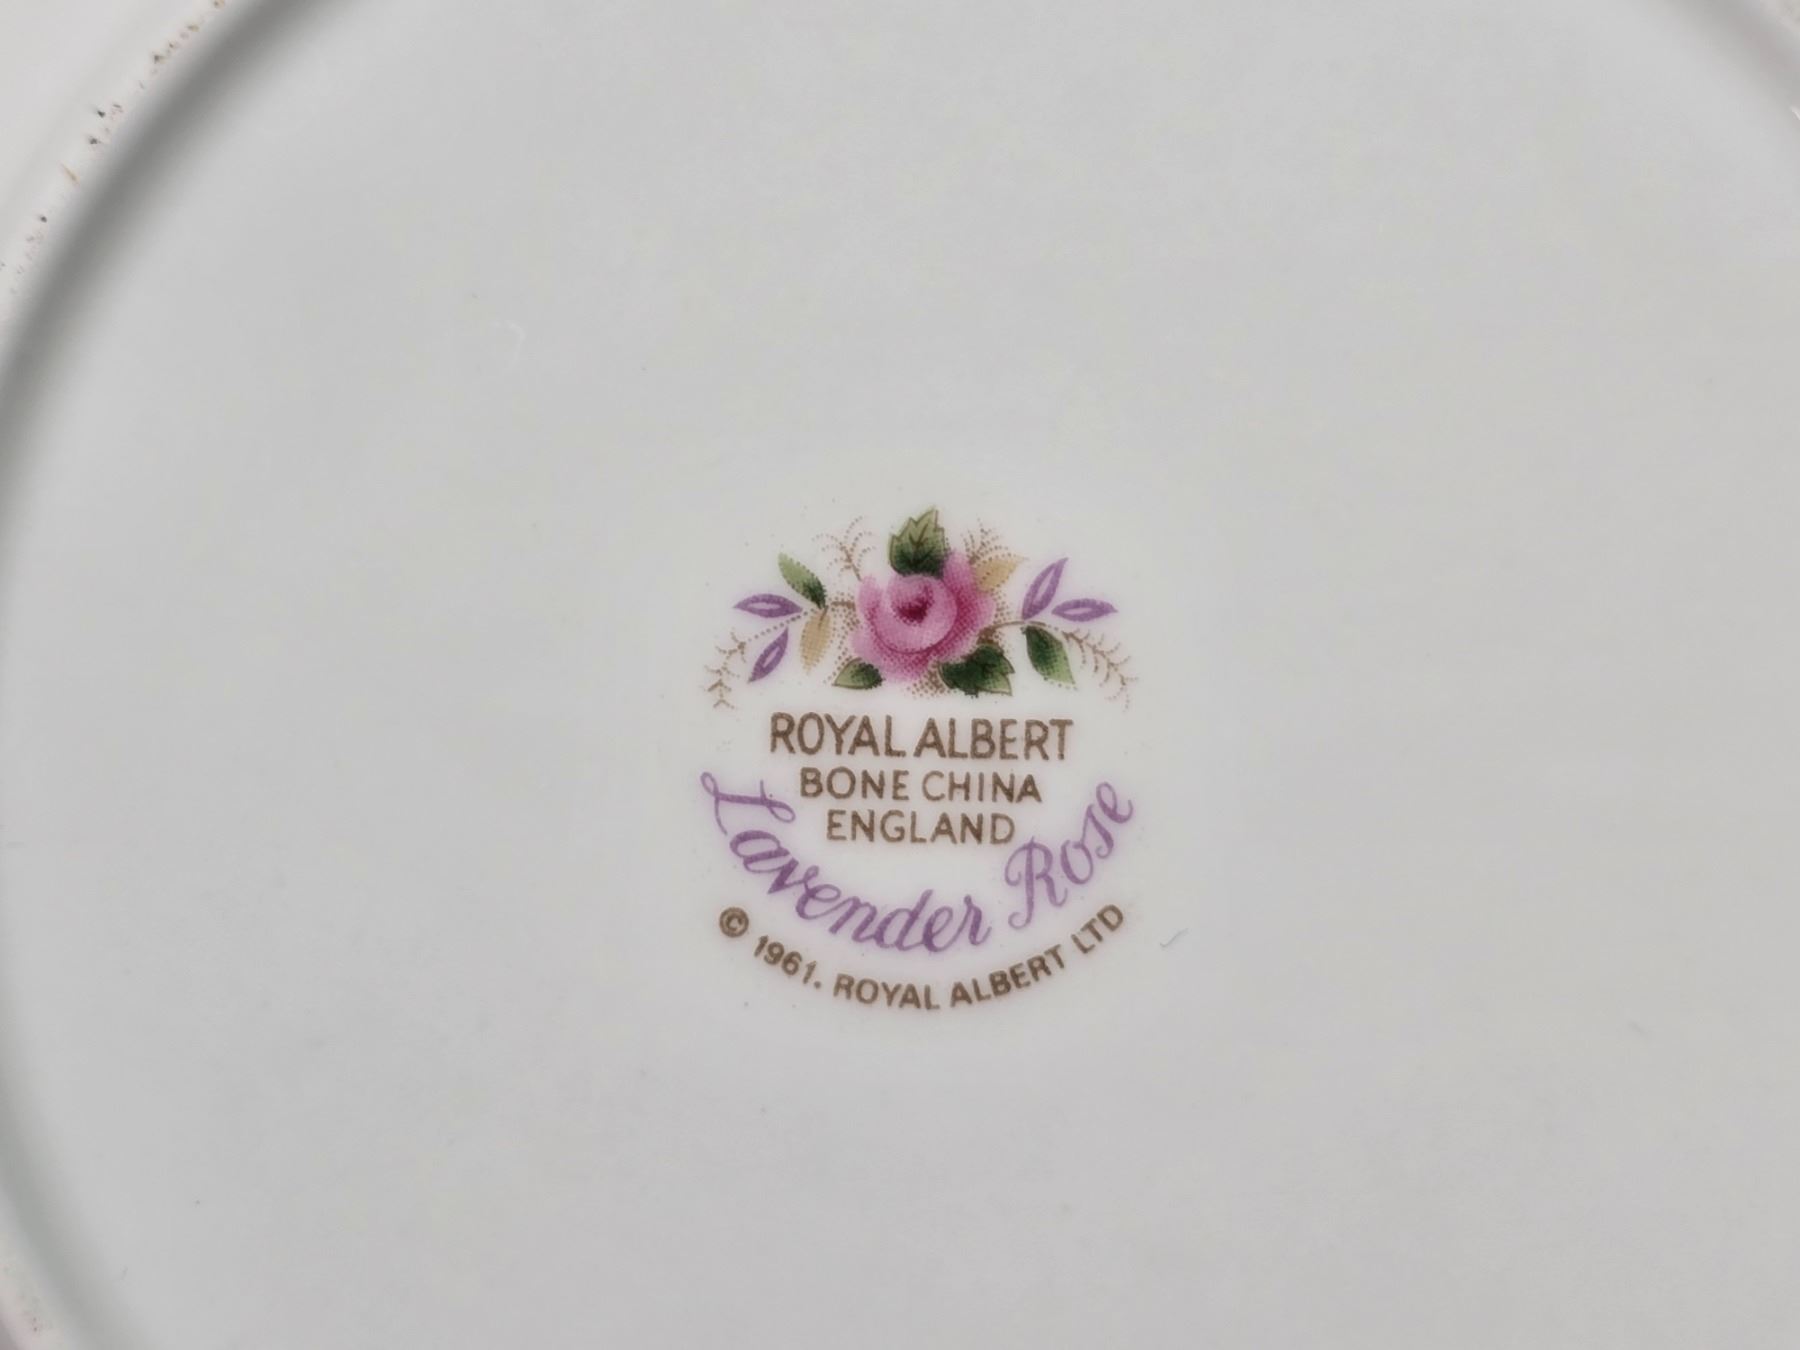 ROYAL ALBERT
BONE CHINA
ENGLAND
Lavender Rose
© 1961. ROYAL ALBERT LTD